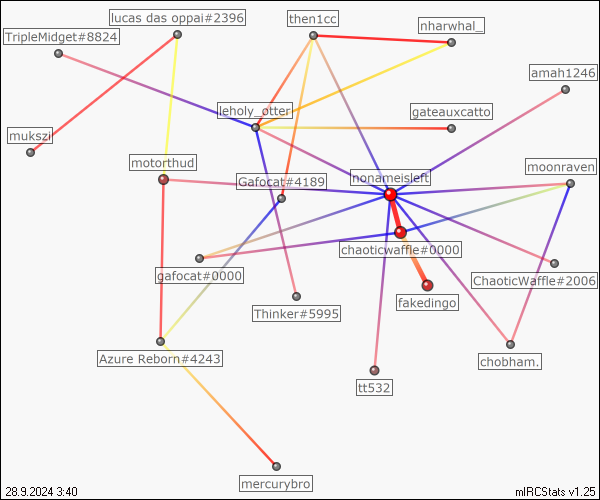 lucas das oppai#2396
then1cc
nharwhal_
TripleMidget#8824
amah1246
leholy_otter
gateauxcatto
mukszi
motorthud
moonraven
Gafocat#4189
nonameisleft
chaoticwaffle#0000
gafocat#0000
ChaoticWaffle#2006
fakedingo
Thinker#5995
Azure Reborn#4243
chobham.
tt532
mercurybro
28.9.2024 3:40
mIRCStats v1.25